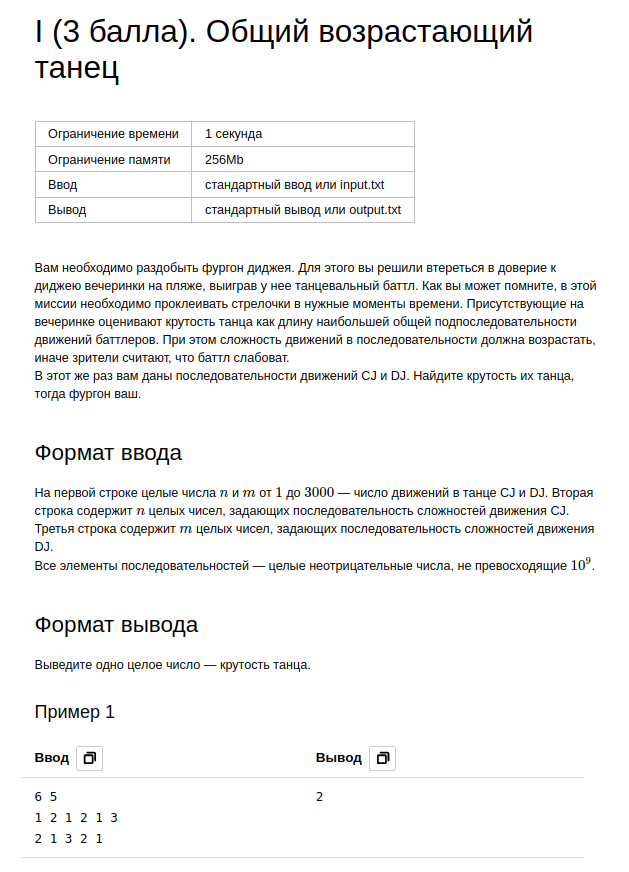 I (3 балла). Общий возрастающий
танец
Ограничение времени 1 секунда
Ограничение памяти 256Mb
Ввод стандартный ввод или input.txt
Вывод стандартный вывод или output.txt
Вам необходимо раздобыть фургон диджея. Для этого вы решили втереться в доверие к
диджею вечеринки на пляже, выиграв у нее танцевальный баттл. Как вы может помните, в этой
миссии необходимо проклеивать стрелочки в нужные моменты времени. Присутствующие на
вечеринке оценивают крутость танца как длину наибольшей общей подпоследовательности
движений баттлеров. При этом сложность движений в последовательности должна возрастать,
иначе зрители считают, что баттл слабоват.
В этот же раз вам даны последовательности движений CJ и DJ. Найдите крутость их танца,
тогда фургон ваш.
Формат ввода
На первой строке целые числа n и m от 1 до 3000 — число движений в танце CJ и DJ. Вторая
строка содержит n целых чисел, задающих последовательность сложностей движения CJ.
Третья строка содержит m целых чисел, задающих последовательность сложностей движения
DJ.
Все элементы последовательностей — целые неотрицательные числа, не превосходящие 10⁹.
Формат вывода
Выведите одно целое число — крутость танца.
Пример 1
Ввод Вывод
6 5 2
1 2 1 2 1 3
2 1 3 2 1